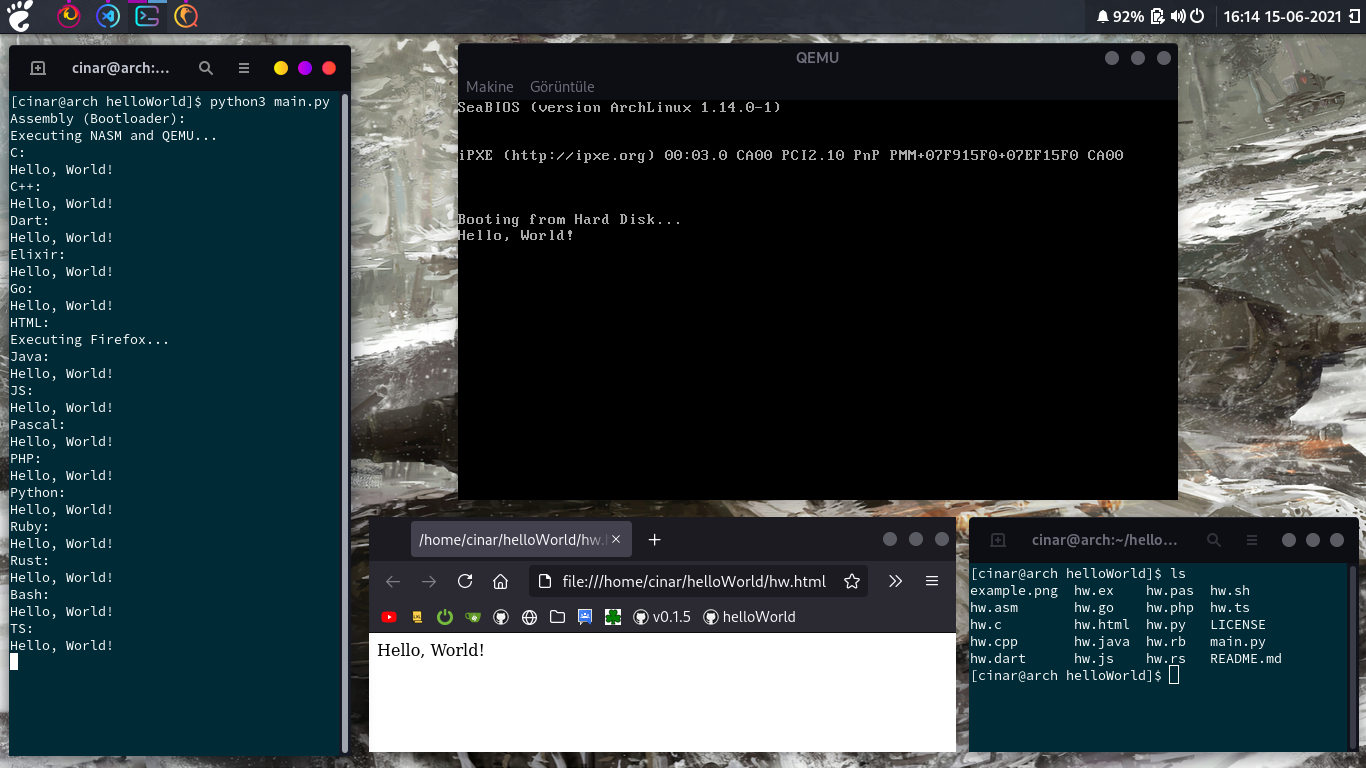 92%
16:14 15-06-2021
cinar@arch:...
[cinar@arch helloWorld]$ python3 main.py
Assembly (Bootloader):
Executing NASM and QEMU...
C:
Hello, World!
C++:
Hello, World!
Dart:
Hello, World!
Elixir:
Hello, World!
Go:
Hello, World!
HTML:
Executing Firefox...
Java:
Hello, World!
JS:
Hello, World!
Pascal:
Hello, World!
PHP:
Hello, World!
Python:
Hello, World!
Ruby:
Hello, World!
Rust:
Hello, World!
Bash:
Hello, World!
TS:
Hello, World!
QEMU
Makine Görüntüle
SeaBIOS (version ArchLinux 1.14.0-1)
iPXE (http://ipxe.org) 00:03.0 CA00 PCI2.10 PnP PMM+07F915F0+07EF15F0 CA00
Booting from Hard Disk...
Hello, World!
/home/cinar/helloWorld/hw.
file:///home/cinar/helloWorld/hw.html
v0.1.5 helloWorld
Hello, World!
cinar@arch:~/hello...
[cinar@arch helloWorld]$ ls
example.png hw.ex hw.pas hw.sh
hw.asm hw.go hw.php hw.ts
hw.c hw.html hw.py LICENSE
hw.cpp hw.java hw.rb main.py
hw.dart hw.js hw.rs README.md
[cinar@arch helloWorld]$